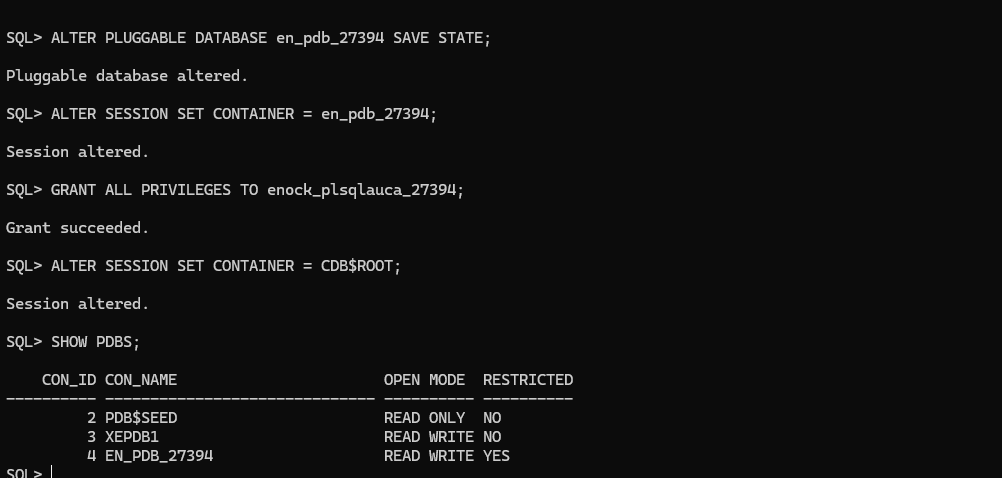 SQL> ALTER PLUGGABLE DATABASE en_pdb_27394 SAVE STATE;
Pluggable database altered.
SQL> ALTER SESSION SET CONTAINER = en_pdb_27394;
Session altered.
SQL> GRANT ALL PRIVILEGES TO enock_plsqlauca_27394;
Grant succeeded.
SQL> ALTER SESSION SET CONTAINER = CDB$ROOT;
Session altered.
SQL> SHOW PDBS;
    CON_ID CON_NAME                       OPEN MODE  RESTRICTED
---------- ------------------------------ ---------- ----------
         2 PDB$SEED                       READ ONLY  NO
         3 XEPDB1                         READ WRITE NO
         4 EN_PDB_27394                   READ WRITE YES
SQL>